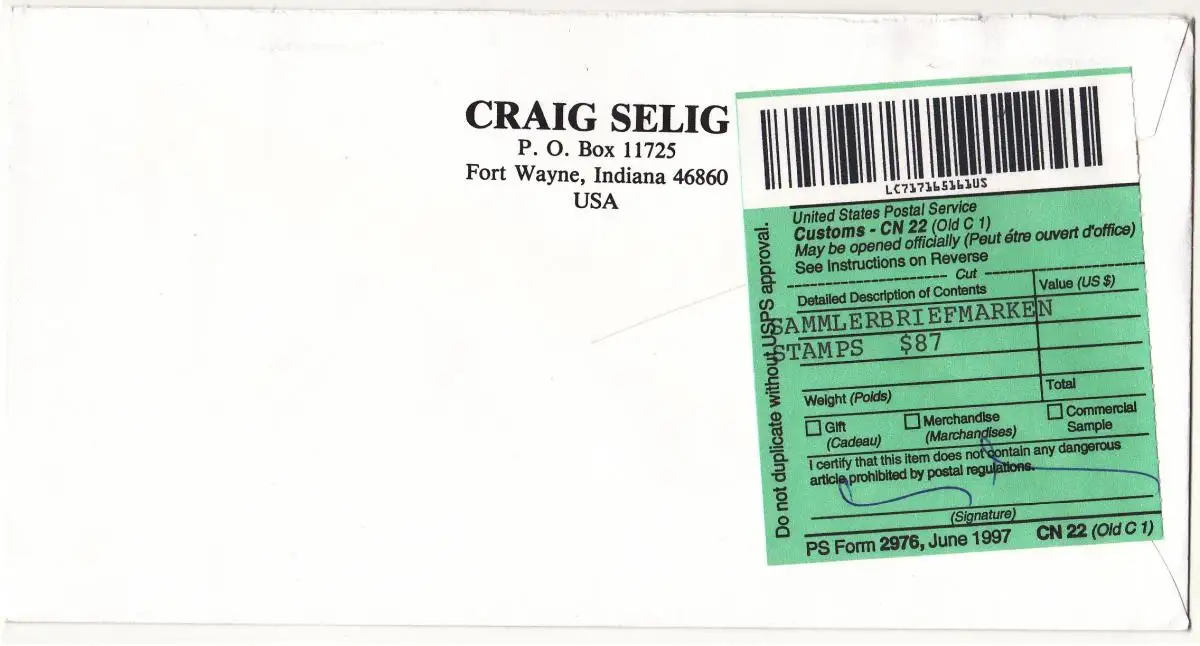 CRAIG SELIG
P. O. Box 11725
Fort Wayne, Indiana 46860
USA
LC717165161US
United States Postal Service
Customs - CN 22 (Old C 1)
May be opened officially (Peut étre ouvert d'office)
See Instructions on Reverse
Cut
Detailed Description of Contents
Value (US $)
SAMMLERBRIEFMARKEN
STAMPS $87
Weight (Poids)
Total
Gift
(Cadeau)
Merchandise
(Marchandises)
Commercial
Sample
I certify that this item does not contain any dangerous
article prohibited by postal regulations.
(Signature)
PS Form 2976, June 1997 CN 22 (Old C 1)
Do not duplicate without USPS approval.